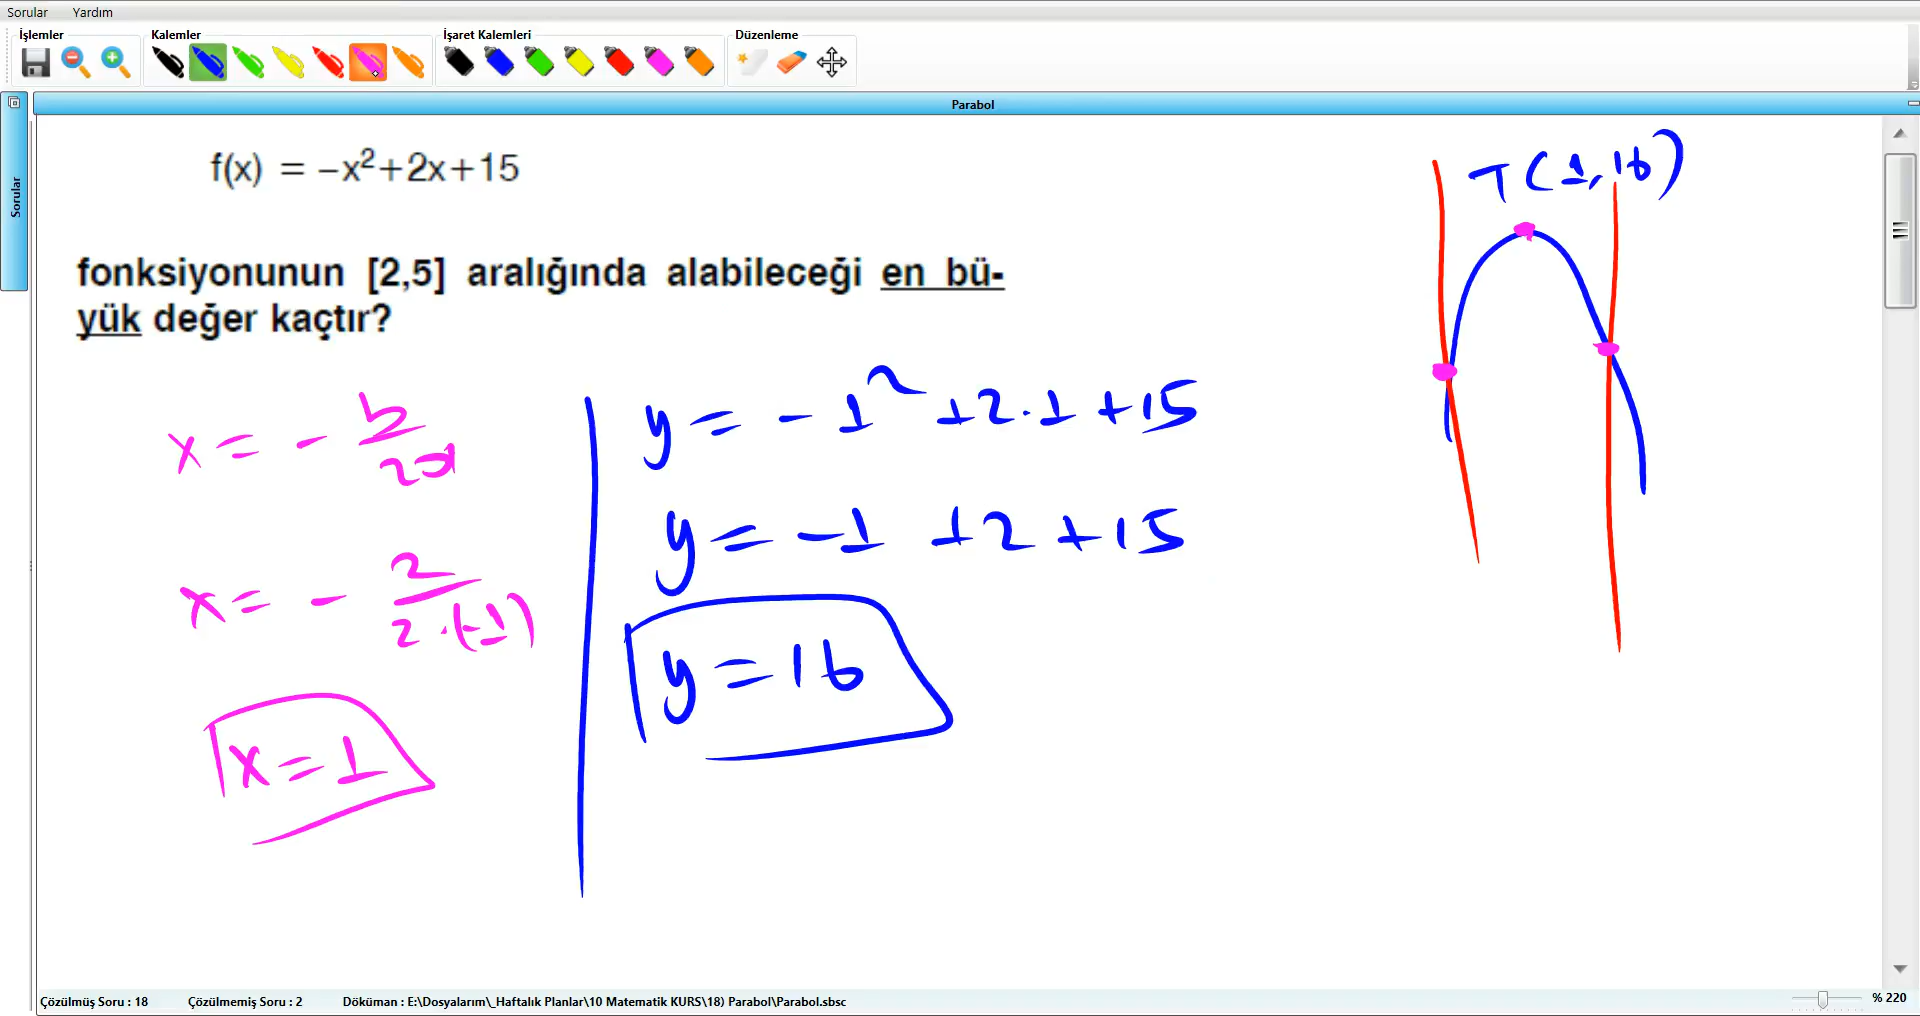 Sorular Yardım
İşlemler Kalemler İşaret Kalemleri Düzenleme
Sorular
Parabol
f(x) = −x²+2x+15
fonksiyonunun [2,5] aralığında alabileceği en bü-
yük değer kaçtır?
x = - b/2a
x = - 2/2·(-1)
x = 1
y = - 1² + 2·1 + 15
y = -1 + 2 + 15
y = 16
T(1,16)
Çözülmüş Soru : 18 Çözülmemiş Soru : 2 Döküman : E:\Dosyalarım\_Haftalık Planlar\10 Matematik KURS\18) Parabol\Parabol.sbsc % 220